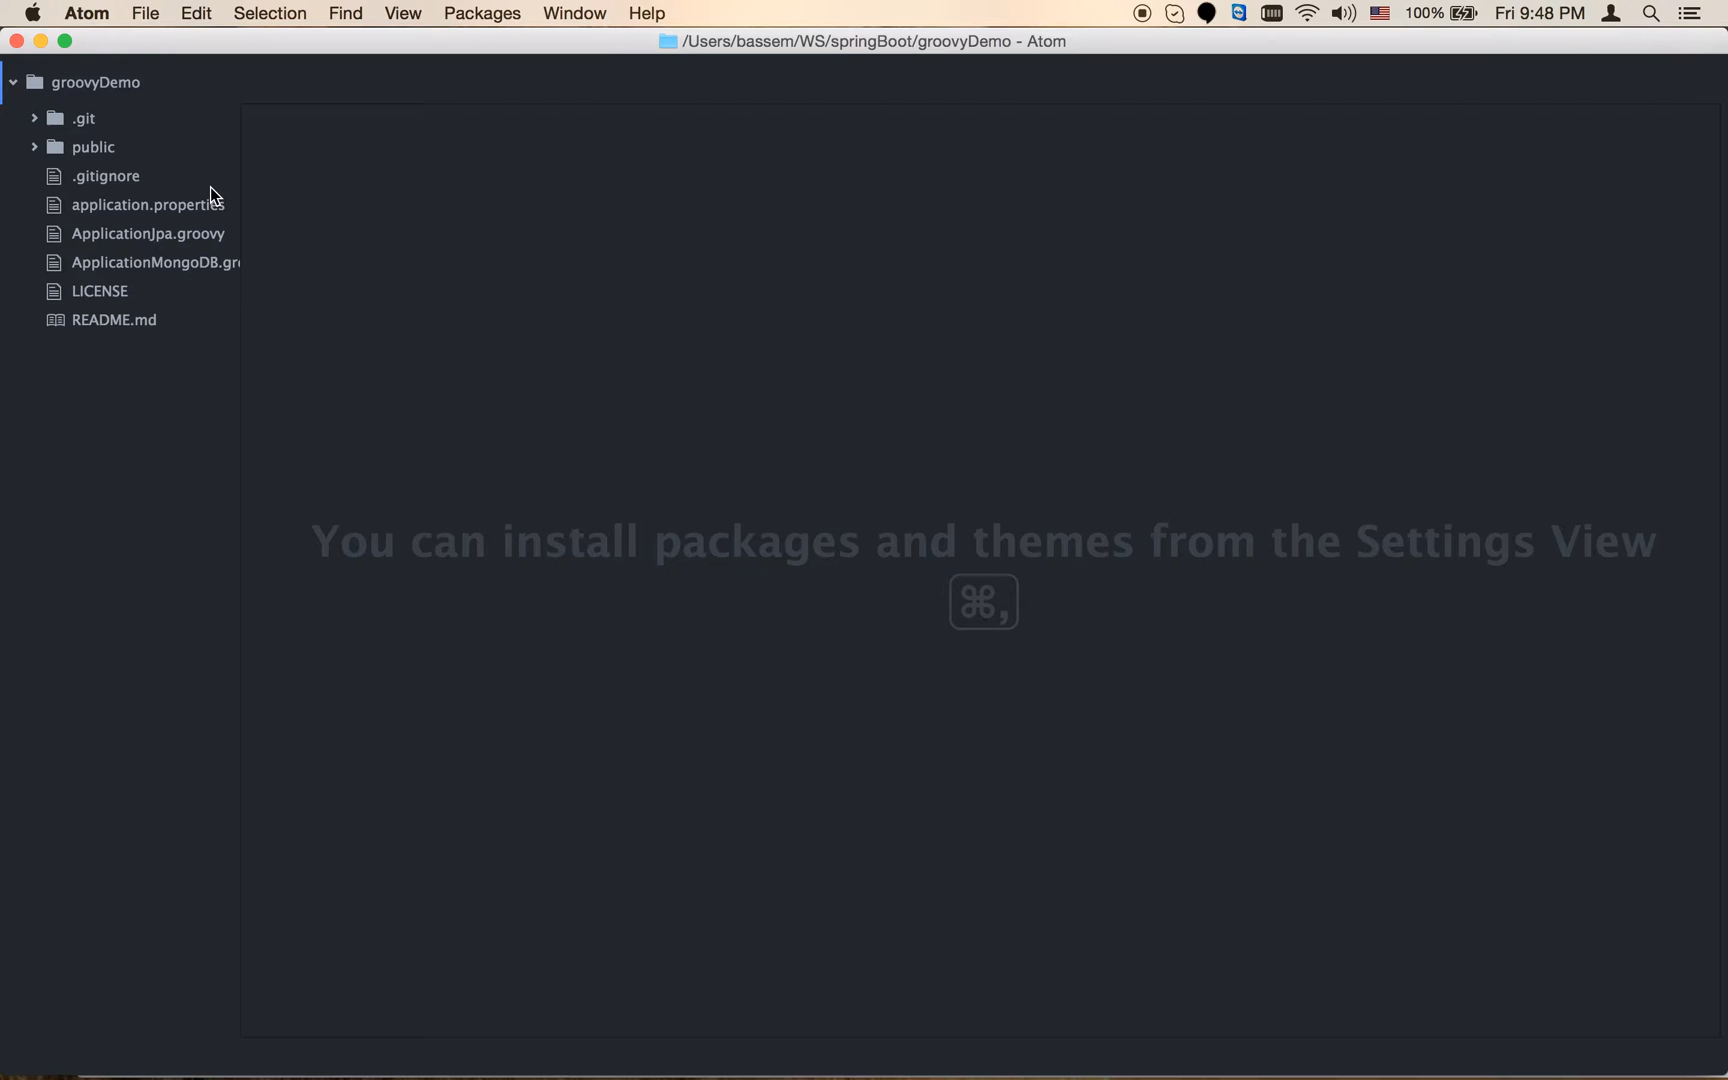 Atom File Edit Selection Find View Packages Window Help 100% Fri 9:48 PM
/Users/bassem/WS/springBoot/groovyDemo - Atom
groovyDemo
.git
public
.gitignore
application.properties
ApplicationJpa.groovy
ApplicationMongoDB.gro
LICENSE
README.md
You can install packages and themes from the Settings View
⌘,